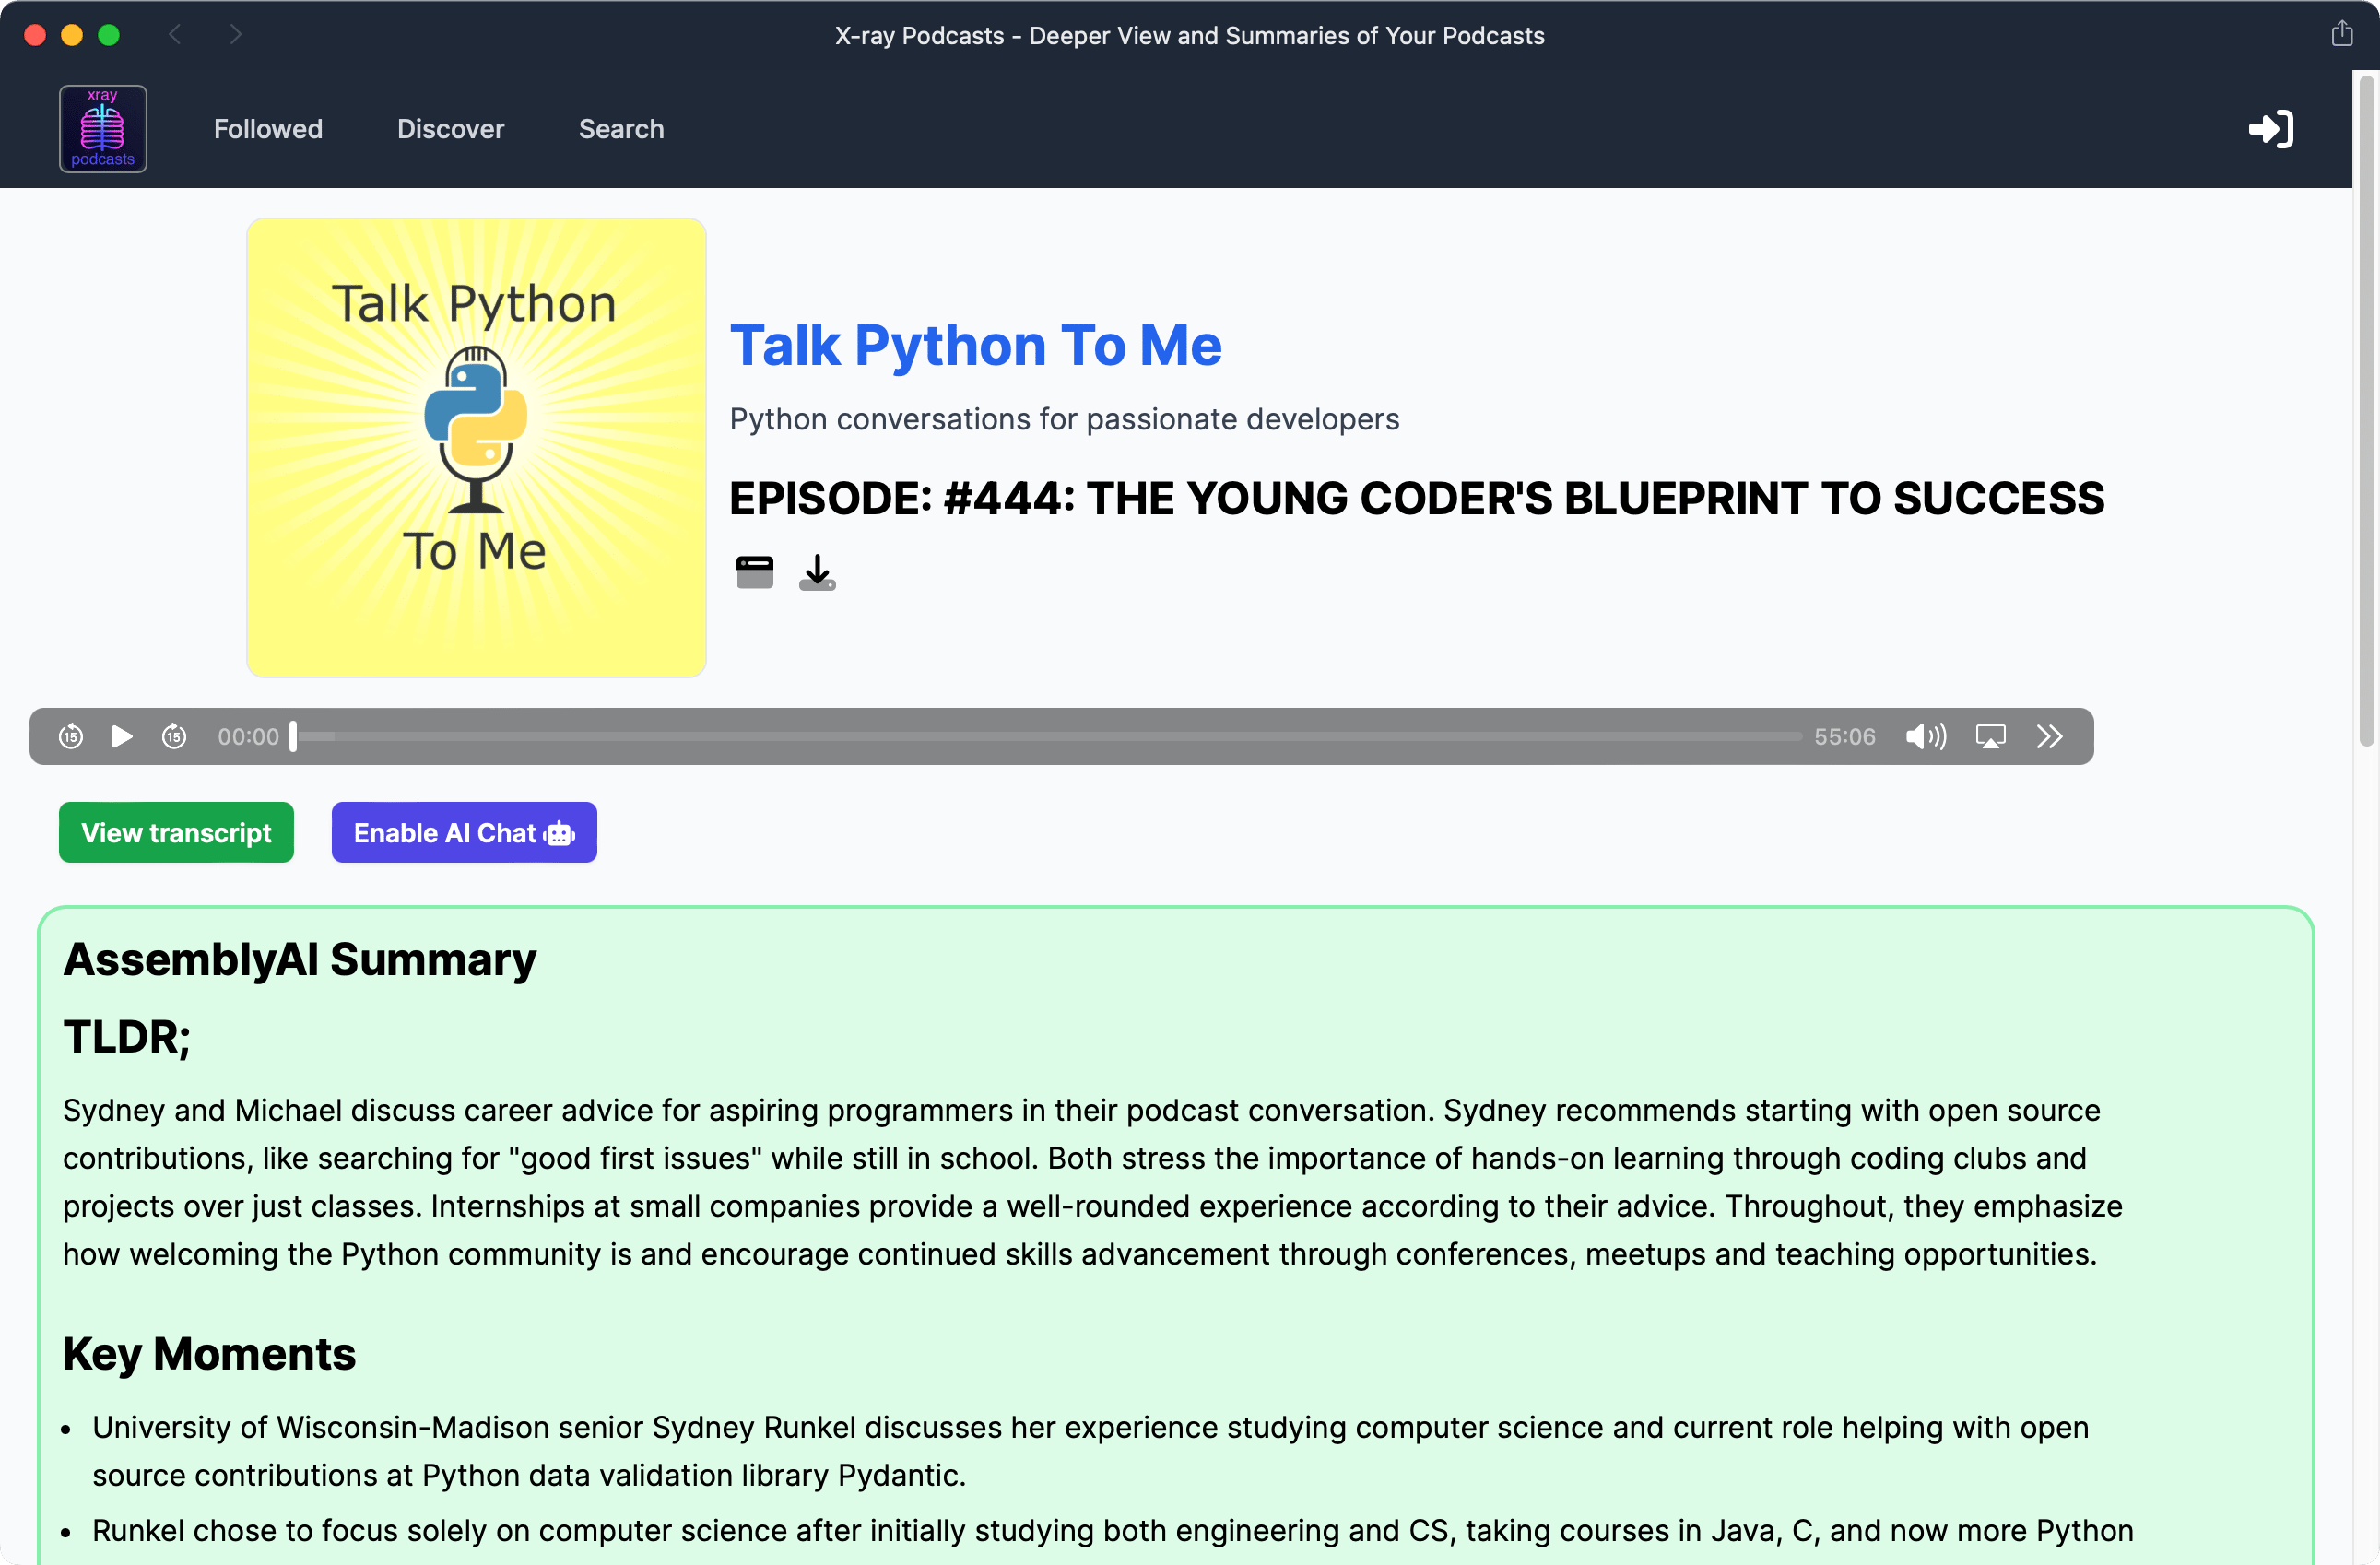 X-ray Podcasts - Deeper View and Summaries of Your Podcasts
xray
podcasts
Followed
Discover
Search
Talk Python
To Me
Talk Python To Me
Python conversations for passionate developers
EPISODE: #444: THE YOUNG CODER'S BLUEPRINT TO SUCCESS
15
15
00:00
55:06
View transcript
Enable AI Chat
AssemblyAI Summary
TLDR;
Sydney and Michael discuss career advice for aspiring programmers in their podcast conversation. Sydney recommends starting with open source
contributions, like searching for "good first issues" while still in school. Both stress the importance of hands-on learning through coding clubs and
projects over just classes. Internships at small companies provide a well-rounded experience according to their advice. Throughout, they emphasize
how welcoming the Python community is and encourage continued skills advancement through conferences, meetups and teaching opportunities.
Key Moments
• University of Wisconsin-Madison senior Sydney Runkel discusses her experience studying computer science and current role helping with open
source contributions at Python data validation library Pydantic.
• Runkel chose to focus solely on computer science after initially studying both engineering and CS, taking courses in Java, C, and now more Python